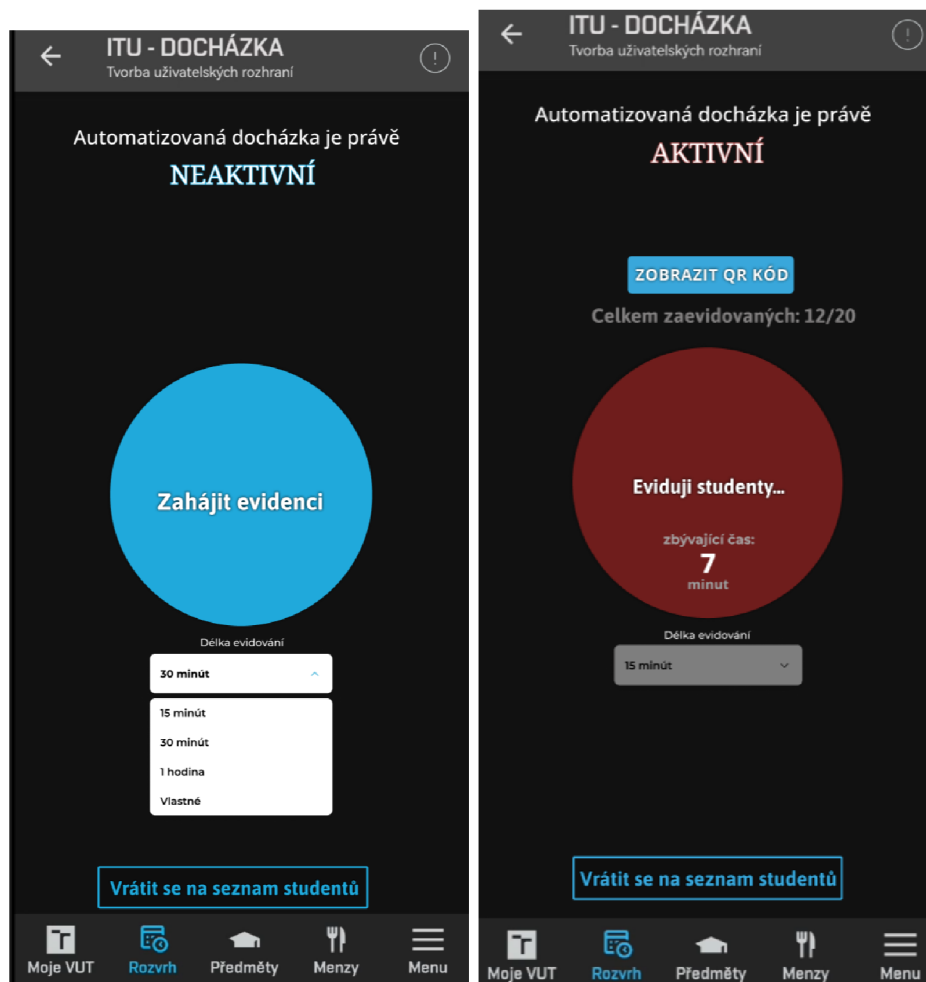 ITU - DOCHÁZKA
Tvorba uživatelských rozhraní
Automatizovaná docházka je právě
NEAKTIVNÍ
Zahájit evidenci
Délka evidování
30 minút
15 minút
30 minút
1 hodina
Vlastné
Vrátit se na seznam studentů
Moje VUT
Rozvrh
Předměty
Menzy
Menu
ITU - DOCHÁZKA
Tvorba uživatelských rozhraní
Automatizovaná docházka je právě
AKTIVNÍ
ZOBRAZIT QR KÓD
Celkem zaevidovaných: 12/20
Eviduji studenty...
zbývající čas:
7
minut
Délka evidování
15 minút
Vrátit se na seznam studentů
Moje VUT
Rozvrh
Předměty
Menzy
Menu